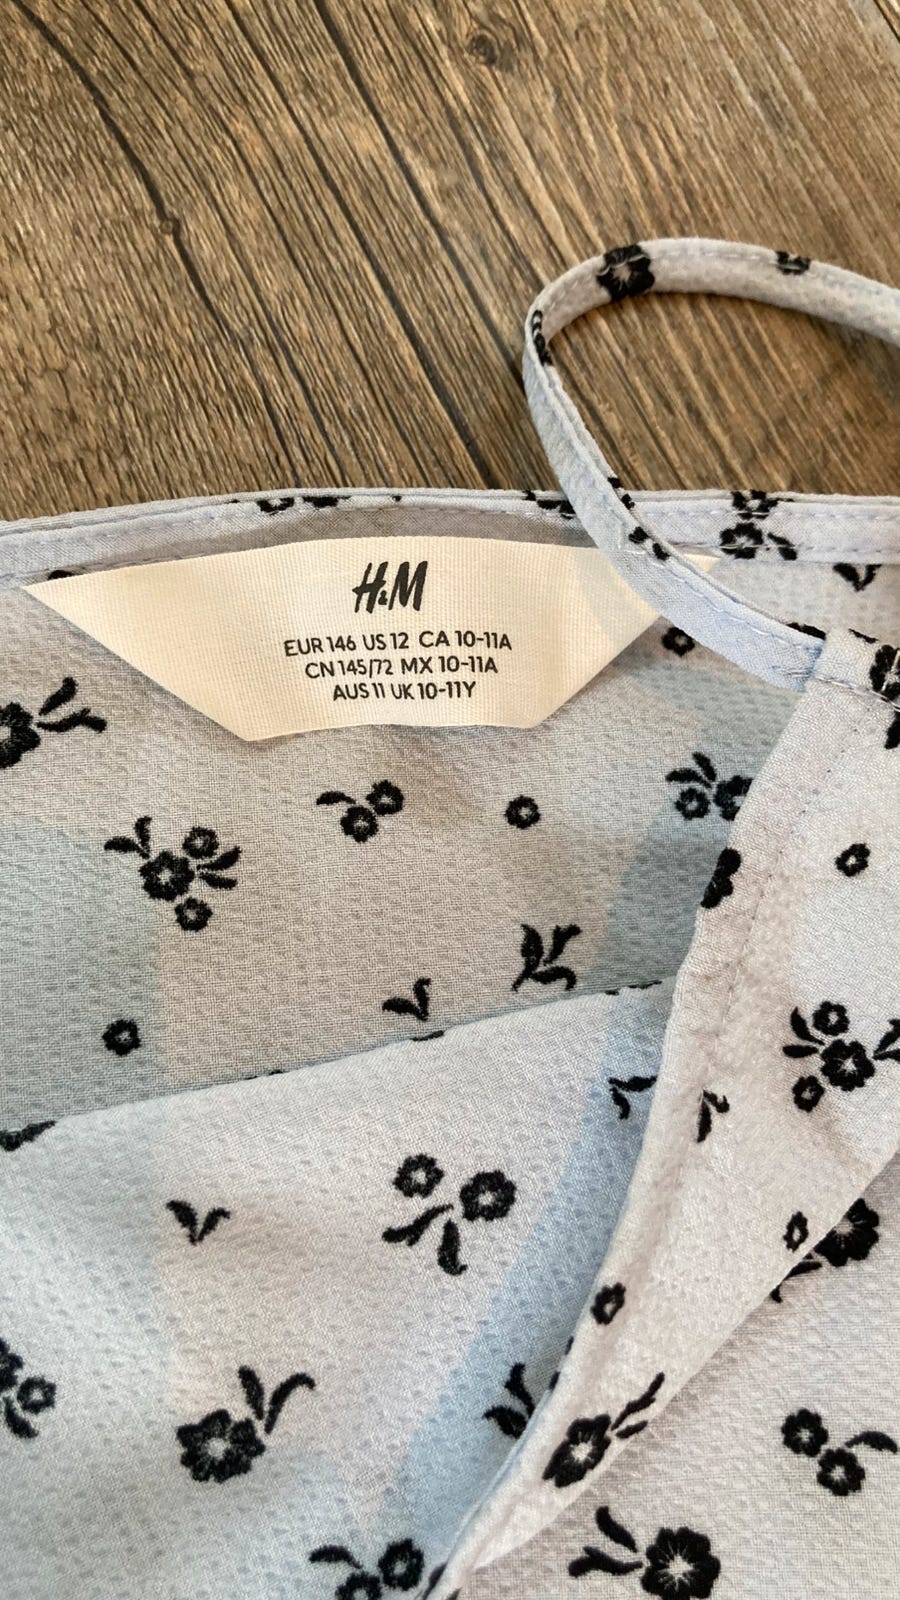 H&M
EUR 146 US 12 CA 10-11A
CN 145/72 MX 10-11A
AUS 11 UK 10-11Y